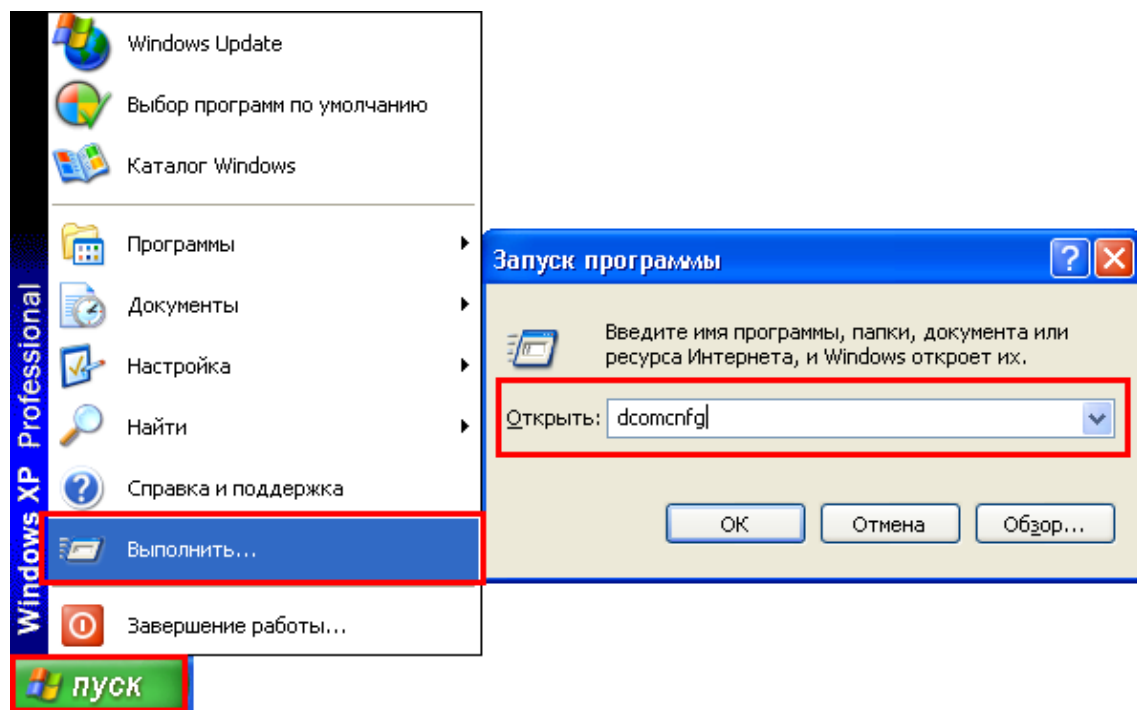 Windows Update
Выбор программ по умолчанию
Каталог Windows
Программы
Документы
Настройка
Найти
Справка и поддержка
Выполнить...
Завершение работы...
Windows XP Professional
пуск
Запуск программы
Введите имя программы, папки, документа или
ресурса Интернета, и Windows откроет их.
Открыть: dcomcnfg
ОК Отмена Обзор...